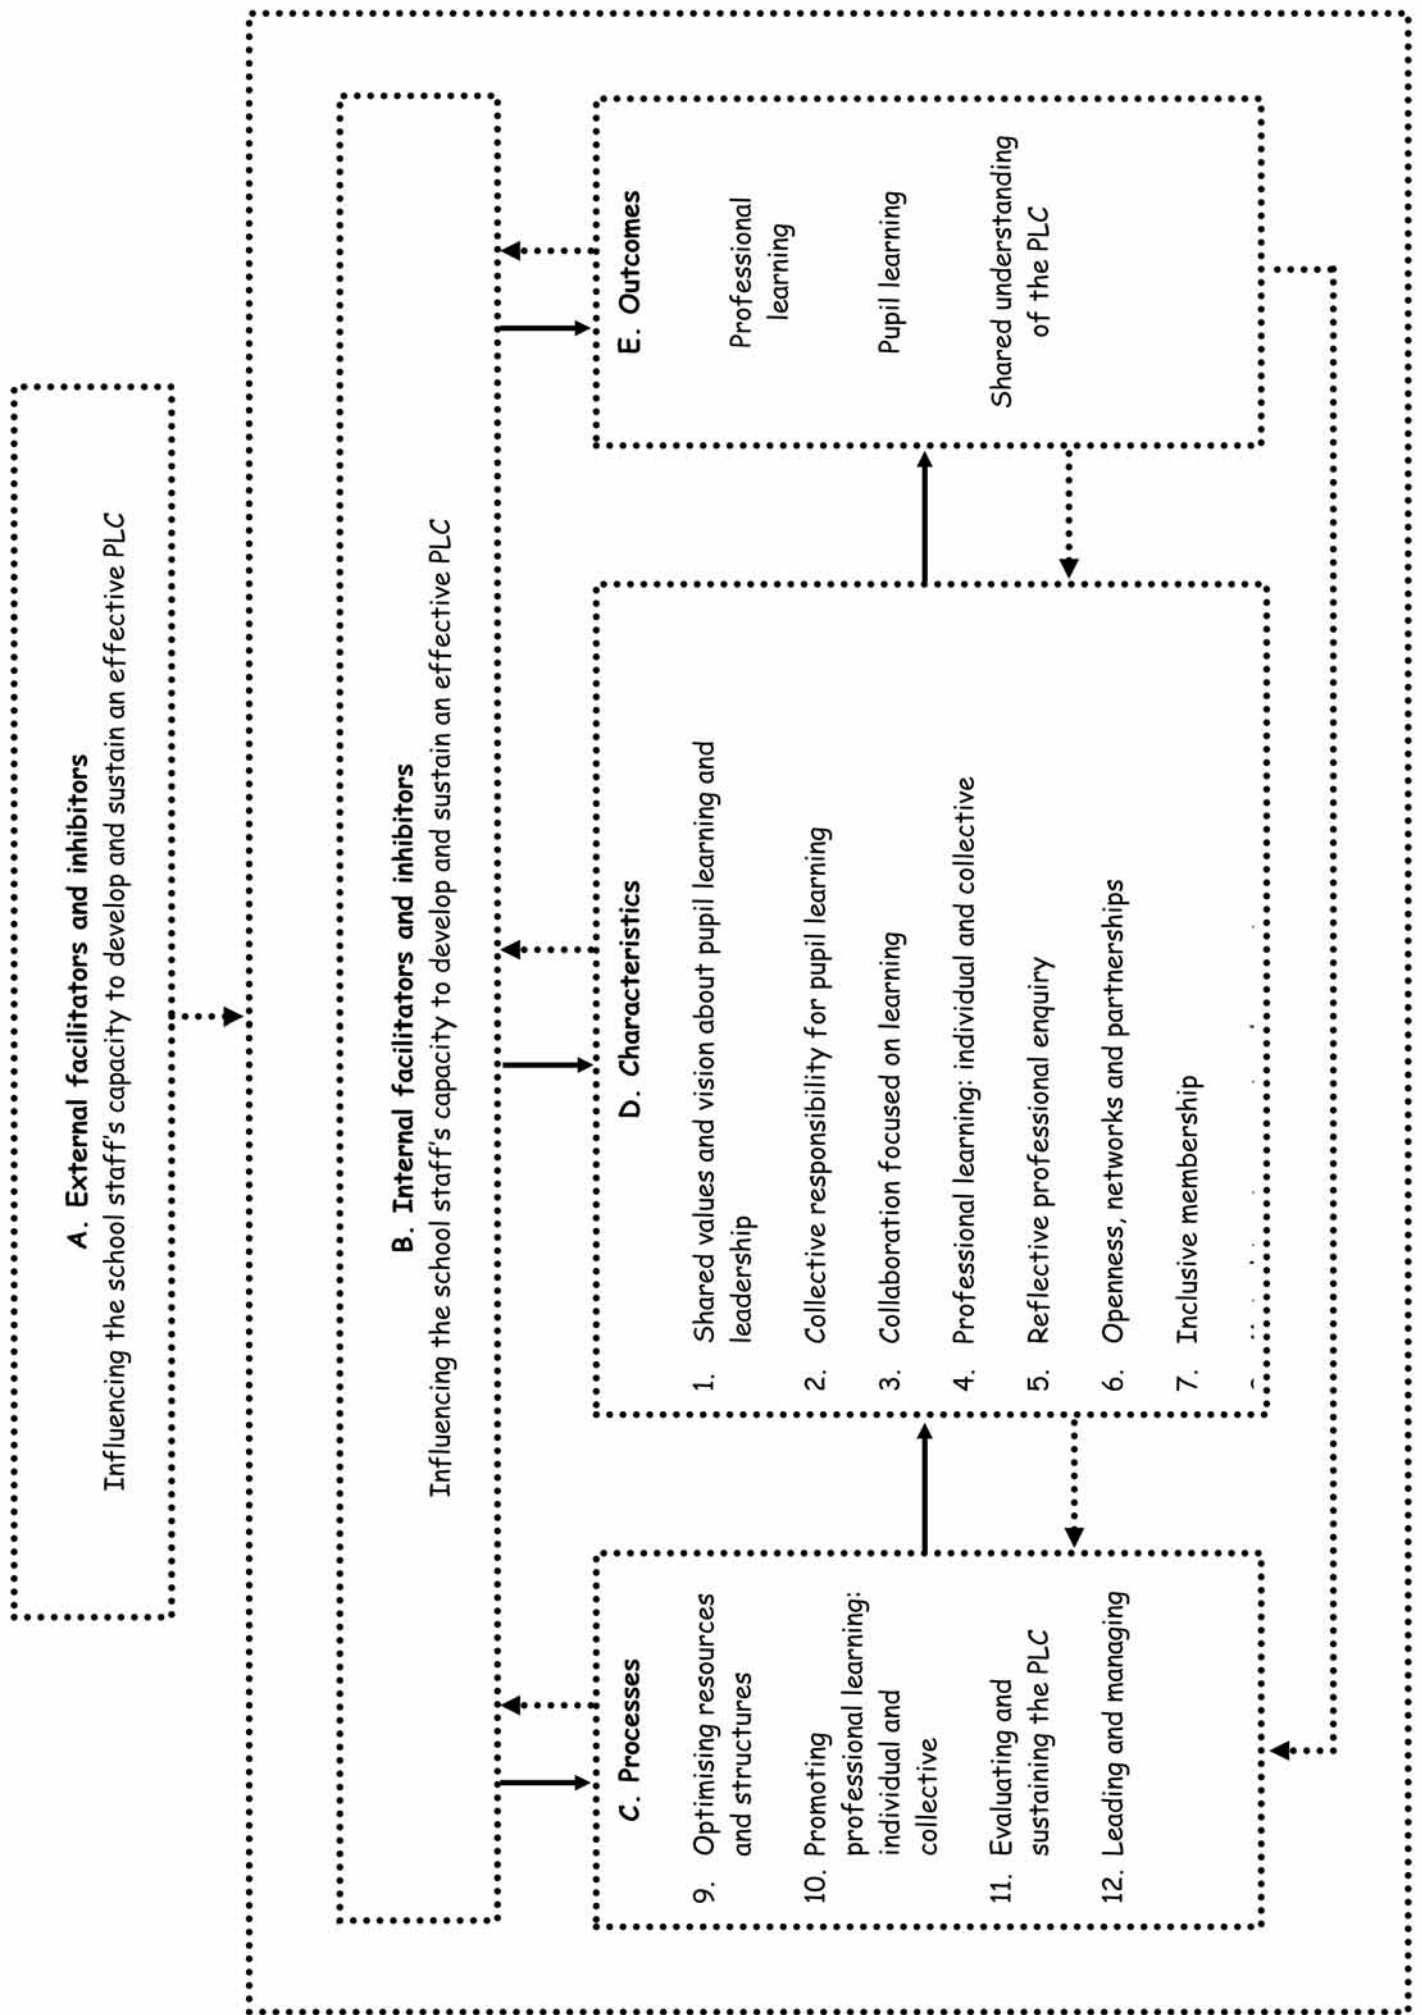 A. External facilitators and inhibitors
Influencing the school staff's capacity to develop and sustain an effective PLC
B. Internal facilitators and inhibitors
Influencing the school staff's capacity to develop and sustain an effective PLC
C. Processes
9. Optimising resources
and structures
10. Promoting
professional learning:
individual and
collective
11. Evaluating and
sustaining the PLC
12. Leading and managing
D. Characteristics
1. Shared values and vision about pupil learning and
leadership
2. Collective responsibility for pupil learning
3. Collaboration focused on learning
4. Professional learning: individual and collective
5. Reflective professional enquiry
6. Openness, networks and partnerships
7. Inclusive membership
E. Outcomes
Professional
learning
Pupil learning
Shared understanding
of the PLC